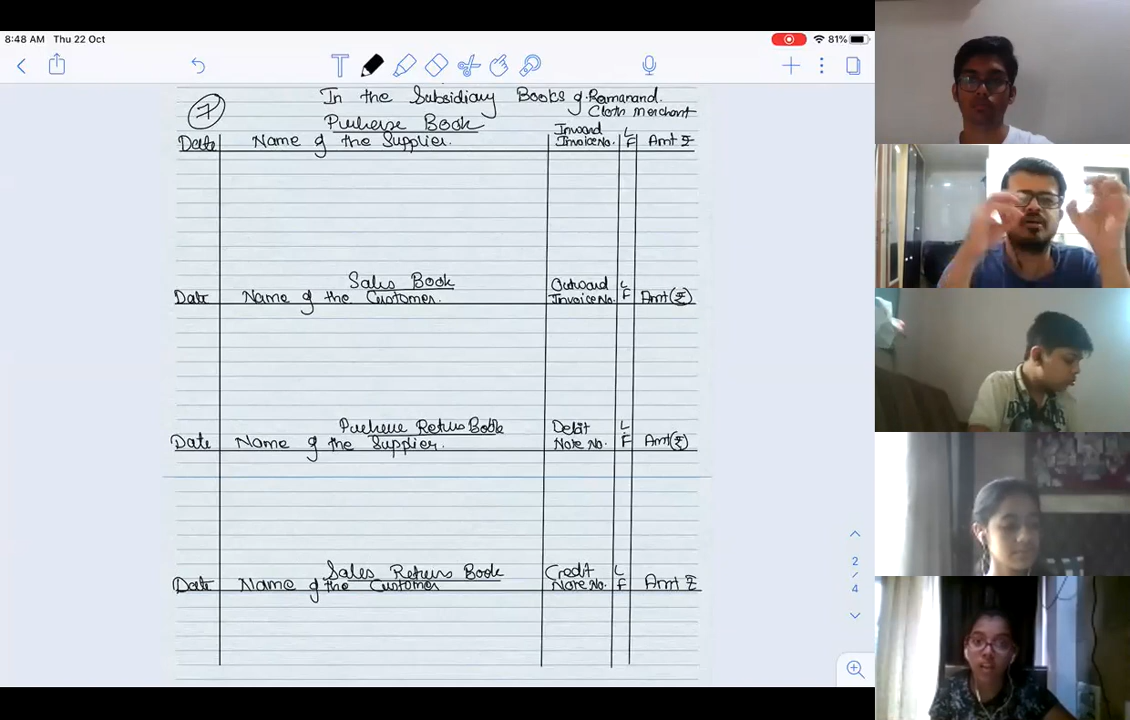 8:48 AM Thu 22 Oct
81%
7
In the Subsidiary Books of Ramanand
Cloth Merchant
Purchase Book
Date Name of the Supplier. Inward Invoice No. L F Amt ₹
Sales Book
Date Name of the Customer. Outward Invoice No. L F Amt (₹)
Purchase Return Book
Date Name of the Supplier. Debit Note No. L F Amt (₹)
Sales Return Book
Date Name of the Customer Credit Note No. L F Amt ₹
2
/
4